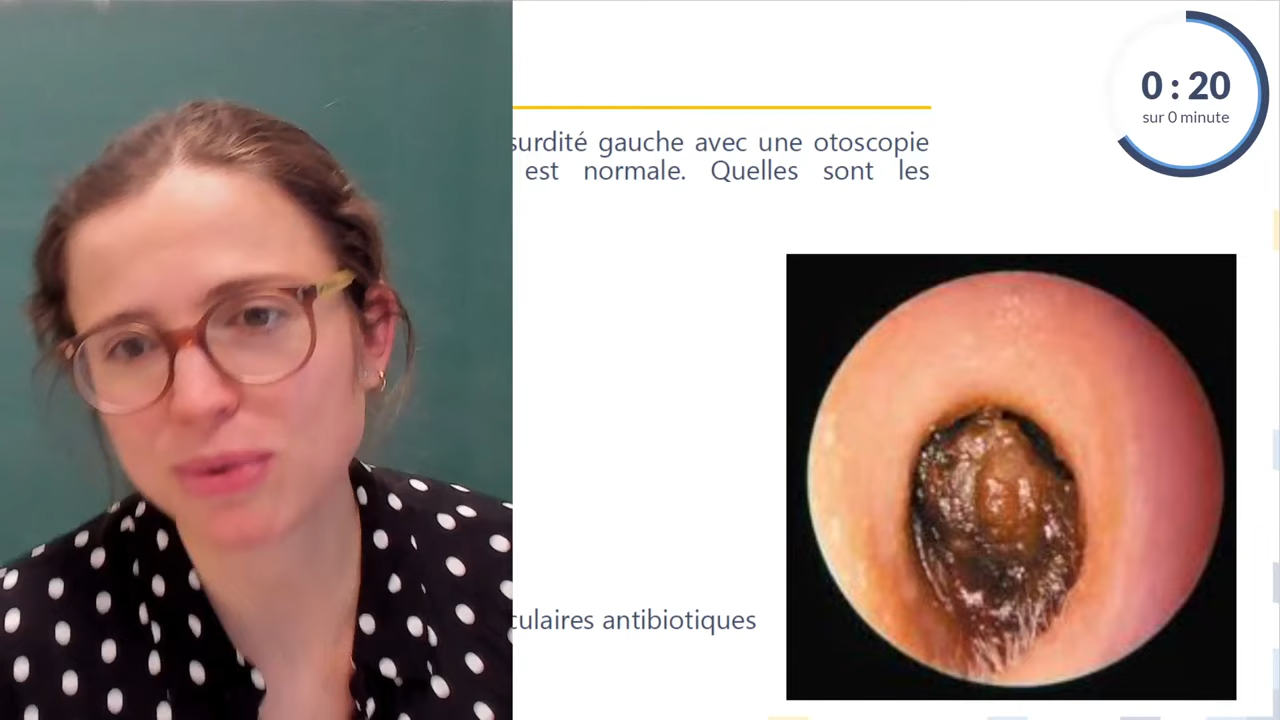 surdité gauche avec une otoscopie
est normale. Quelles sont les
culaires antibiotiques
0 : 20
sur 0 minute